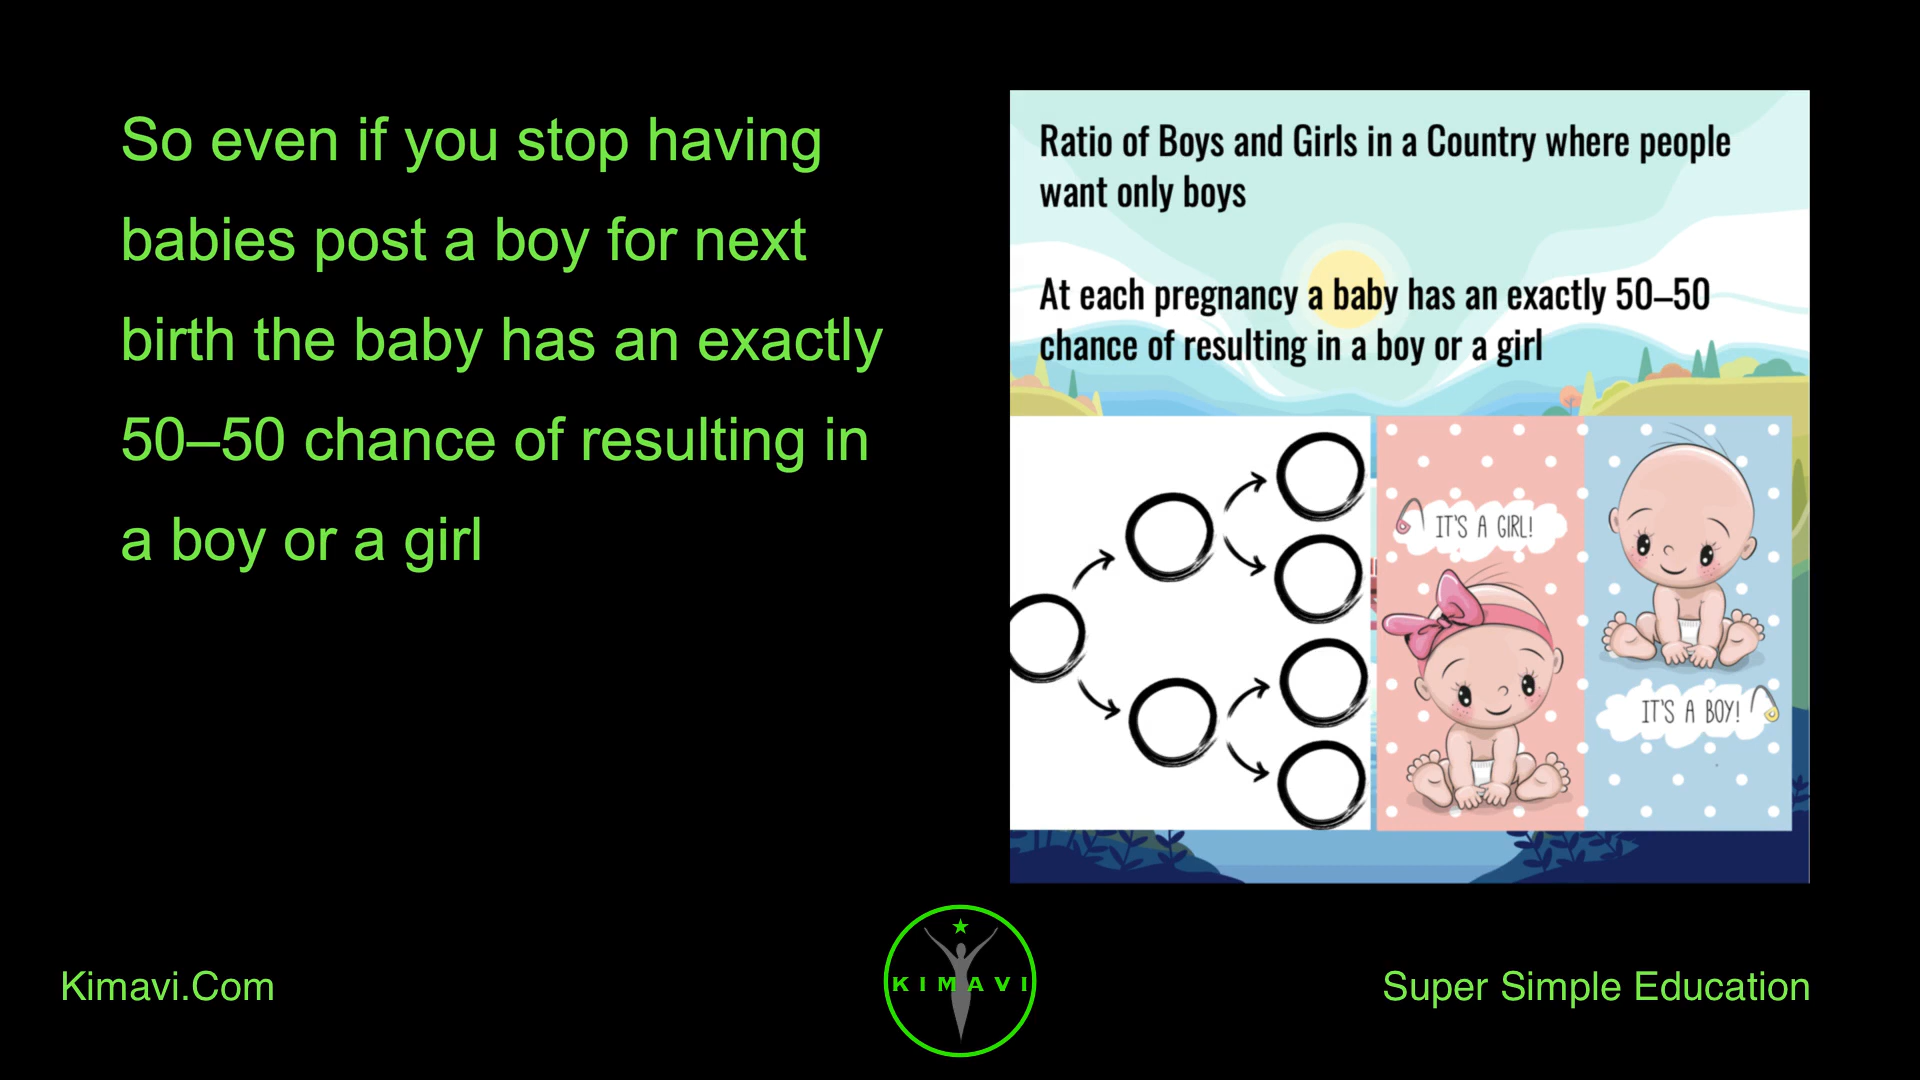 So even if you stop having
babies post a boy for next
birth the baby has an exactly
50–50 chance of resulting in
a boy or a girl
Ratio of Boys and Girls in a Country where people
want only boys
At each pregnancy a baby has an exactly 50–50
chance of resulting in a boy or a girl
IT'S A GIRL!
IT'S A BOY!
Kimavi.Com
KIMAVI
Super Simple Education